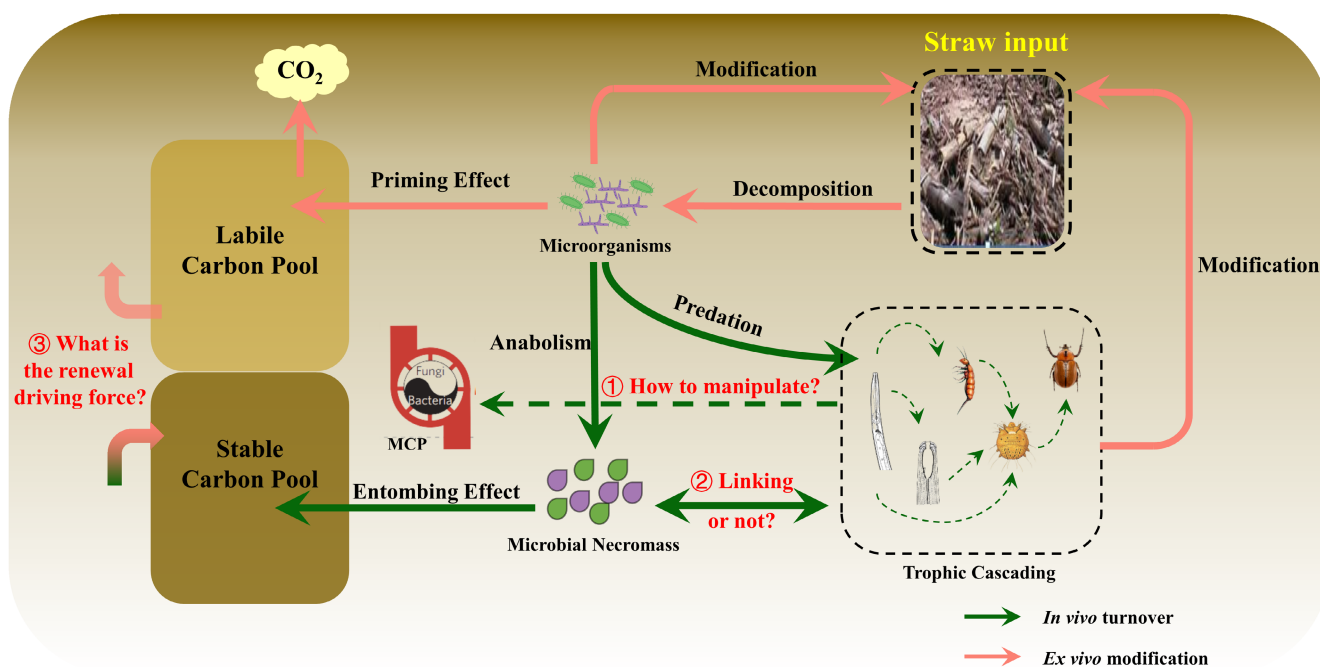 Straw input
CO₂
Modification
Priming Effect
Decomposition
Labile
Carbon Pool
Microorganisms
Modification
Predation
Anabolism
③ What is
the renewal
driving force?
Fungi
Bacteria
MCP
① How to manipulate?
Stable
Carbon Pool
Entombing Effect
② Linking
or not?
Microbial Necromass
Trophic Cascading
In vivo turnover
Ex vivo modification